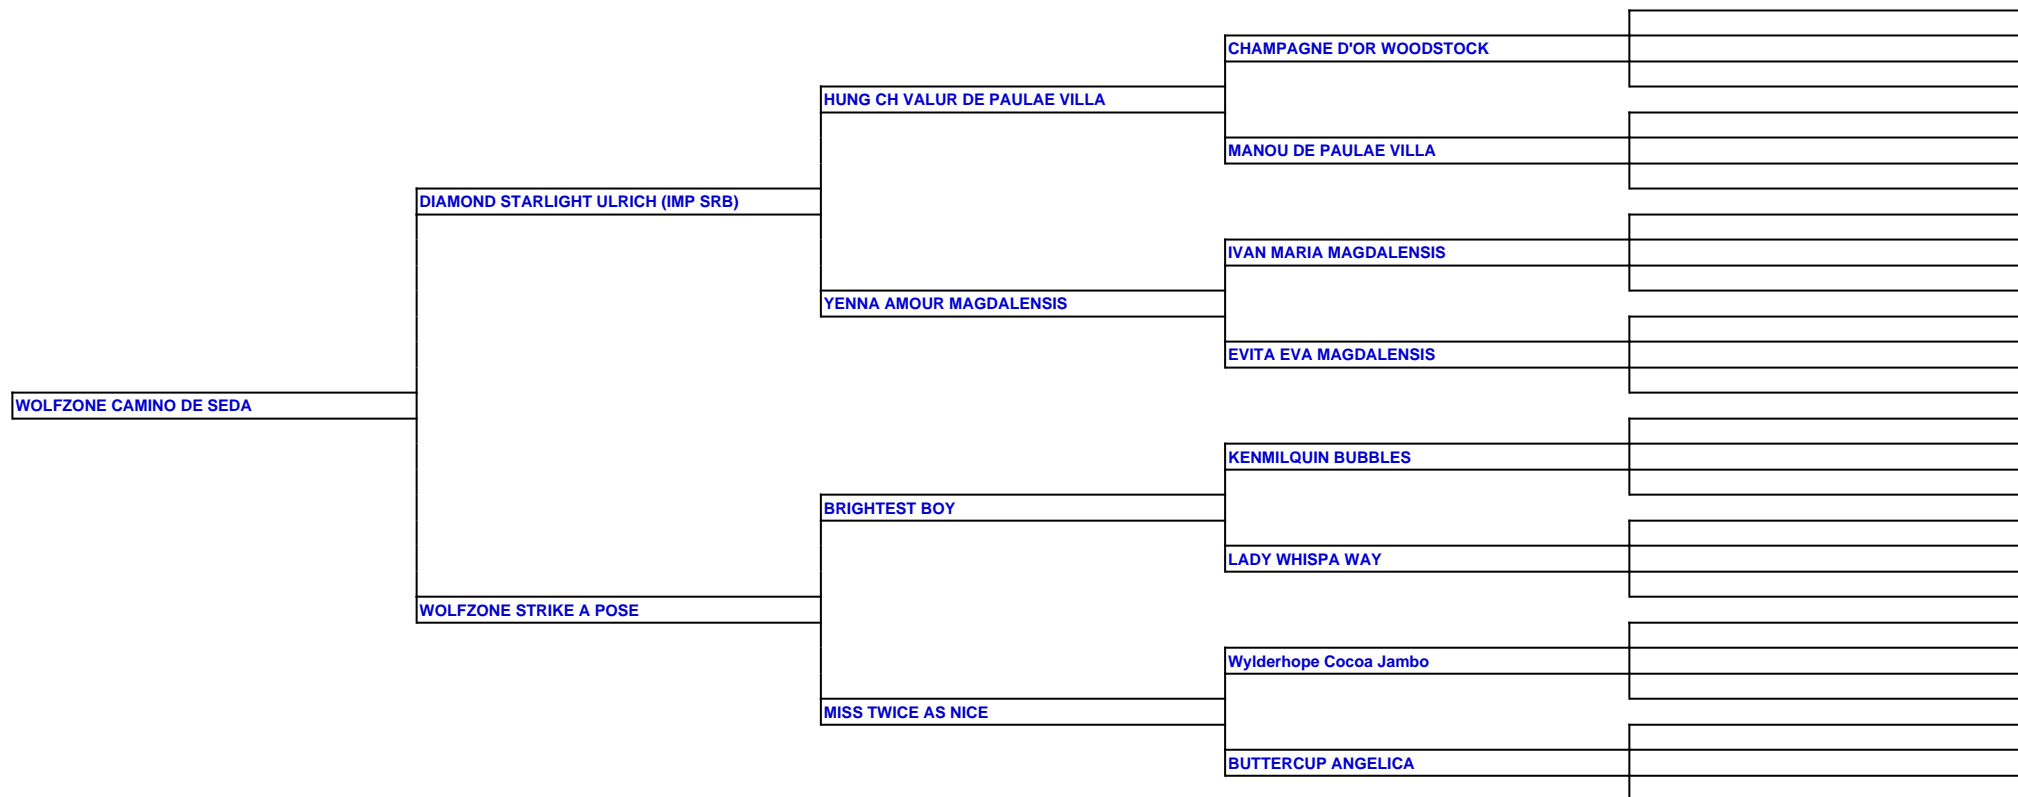 CHAMPAGNE D'OR WOODSTOCK
HUNG CH VALUR DE PAULAE VILLA
MANOU DE PAULAE VILLA
DIAMOND STARLIGHT ULRICH (IMP SRB)
IVAN MARIA MAGDALENSIS
YENNA AMOUR MAGDALENSIS
EVITA EVA MAGDALENSIS
WOLFZONE CAMINO DE SEDA
KENMILQUIN BUBBLES
BRIGHTEST BOY
LADY WHISPA WAY
WOLFZONE STRIKE A POSE
Wylderhope Cocoa Jambo
MISS TWICE AS NICE
BUTTERCUP ANGELICA